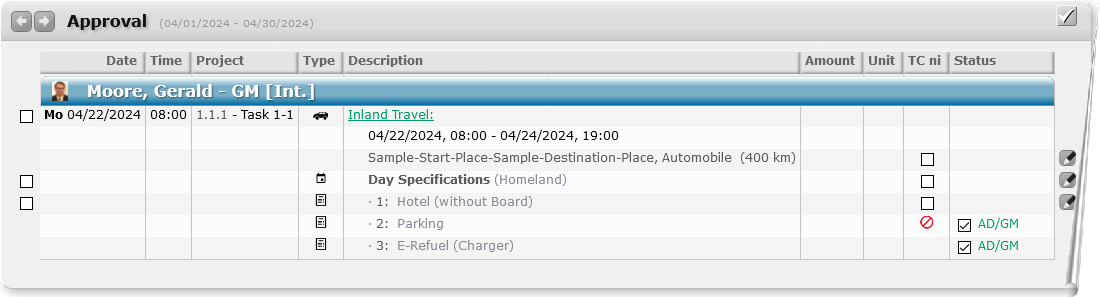 Approval (04/01/2024 - 04/30/2024)
Date Time Project Type Description Amount Unit TC ni Status
Moore, Gerald - GM [Int.]
Mo 04/22/2024 08:00 1.1.1 - Task 1-1 Inland Travel:
04/22/2024, 08:00 - 04/24/2024, 19:00
Sample-Start-Place-Sample-Destination-Place, Automobile (400 km)
Day Specifications (Homeland)
· 1: Hotel (without Board)
· 2: Parking AD/GM
· 3: E-Refuel (Charger) AD/GM